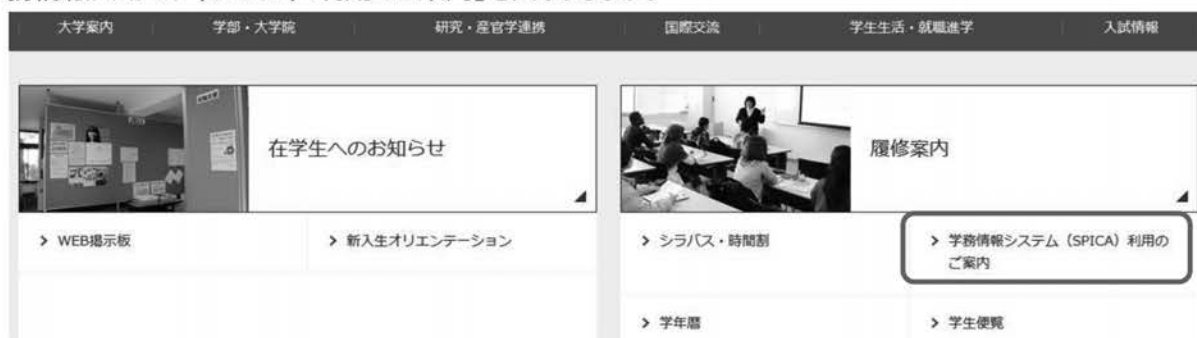 大学案内 学部・大学院 研究・産官学連携 国際交流 学生生活・就職進学 入試情報
在学生へのお知らせ
> WEB掲示板
> 新入生オリエンテーション
履修案内
> シラバス・時間割
> 学務情報システム(SPICA)利用の
ご案内
> 学年暦
> 学生便覧